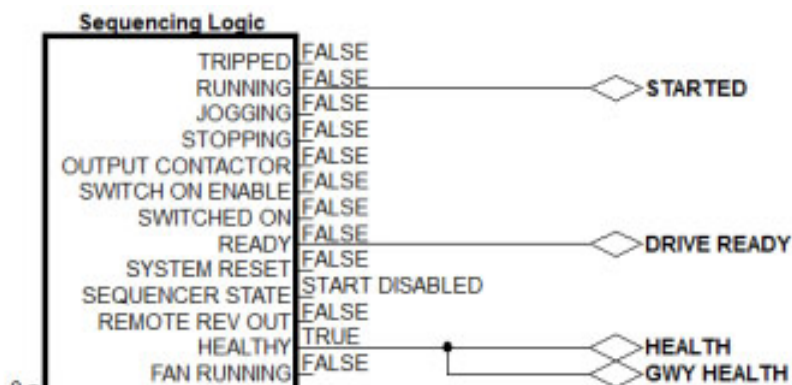 Sequencing Logic
TRIPPED FALSE
RUNNING FALSE STARTED
JOGGING FALSE
STOPPING FALSE
OUTPUT CONTACTOR FALSE
SWITCH ON ENABLE FALSE
SWITCHED ON FALSE
READY FALSE DRIVE READY
SYSTEM RESET FALSE
SEQUENCER STATE START DISABLED
REMOTE REV OUT FALSE
HEALTHY TRUE HEALTH
FAN RUNNING FALSE GWY HEALTH